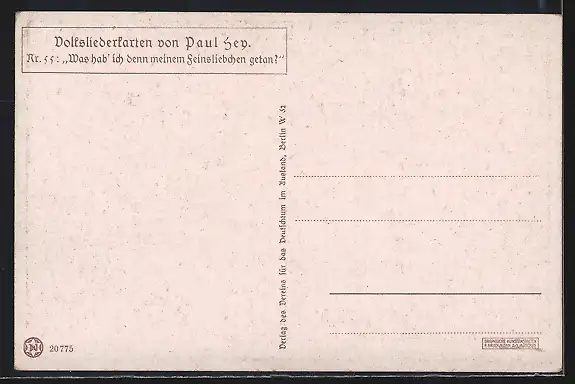 Volksliederkarten von Paul Hey.
Nr. 55: „Was hab' ich denn meinem Feinsliebchen getan?"
Verlag des Vereins für das Deutschtum im Ausland, Berlin W 52
20775